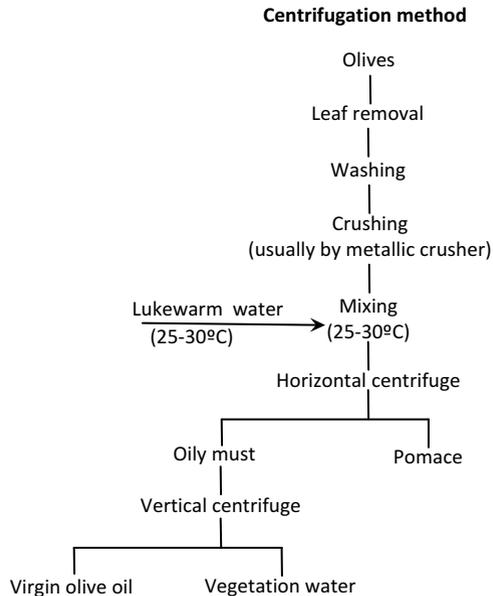 Centrifugation method
Olives
Leaf removal
Washing
Crushing
(usually by metallic crusher)
Lukewarm water
(25-30ºC)
Mixing
(25-30ºC)
Horizontal centrifuge
Oily must
Pomace
Vertical centrifuge
Virgin olive oil
Vegetation water